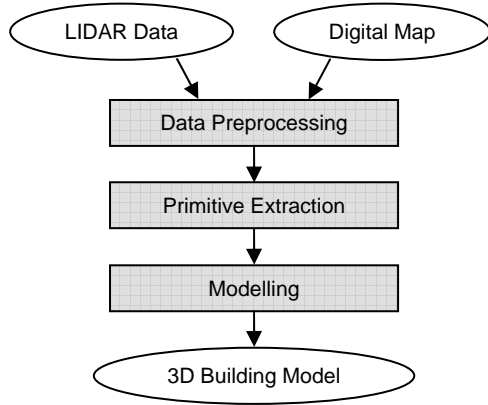 LIDAR Data
Digital Map
Data Preprocessing
Primitive Extraction
Modelling
3D Building Model